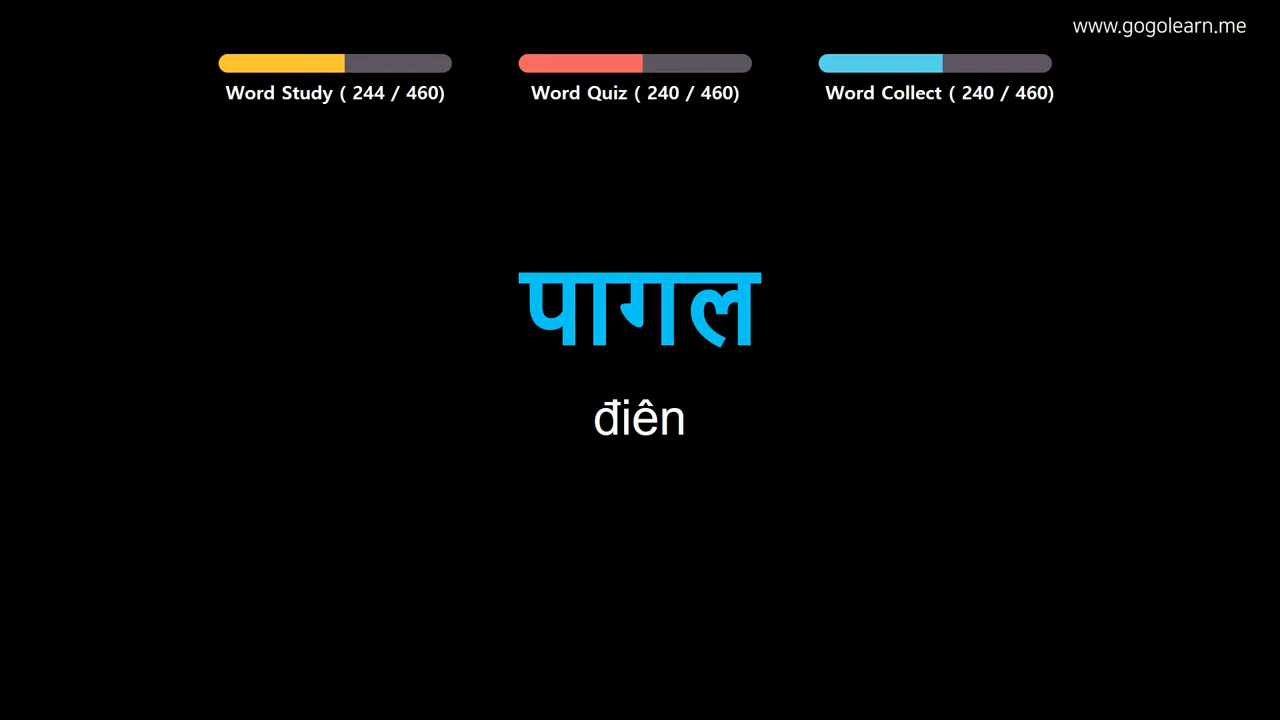 www.gogolearn.me
Word Study ( 244 / 460)
Word Quiz ( 240 / 460)
Word Collect ( 240 / 460)
पागल
điên